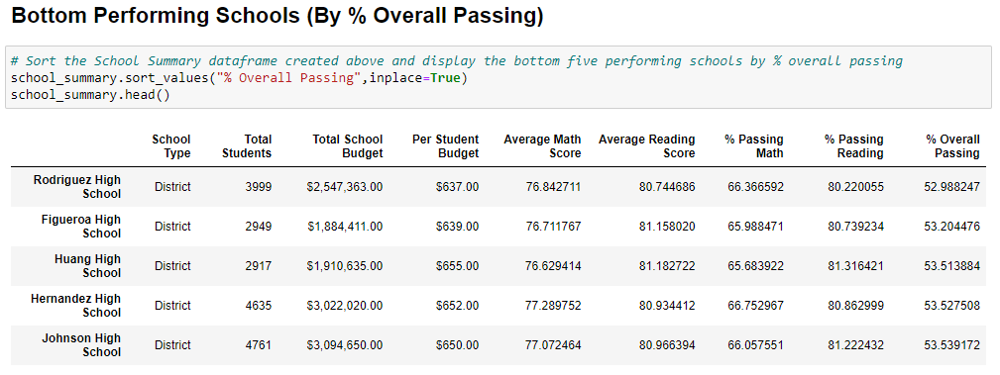 Bottom Performing Schools (By % Overall Passing)
# Sort the School Summary dataframe created above and display the bottom five performing schools by % overall passing
school_summary.sort_values("% Overall Passing",inplace=True)
school_summary.head()
School Type Total Students Total School Budget Per Student Budget Average Math Score Average Reading Score % Passing Math % Passing Reading % Overall Passing
Rodriguez High School District 3999 $2,547,363.00 $637.00 76.842711 80.744686 66.366592 80.220055 52.988247
Figueroa High School District 2949 $1,884,411.00 $639.00 76.711767 81.158020 65.988471 80.739234 53.204476
Huang High School District 2917 $1,910,635.00 $655.00 76.629414 81.182722 65.683922 81.316421 53.513884
Hernandez High School District 4635 $3,022,020.00 $652.00 77.289752 80.934412 66.752967 80.862999 53.527508
Johnson High School District 4761 $3,094,650.00 $650.00 77.072464 80.966394 66.057551 81.222432 53.539172